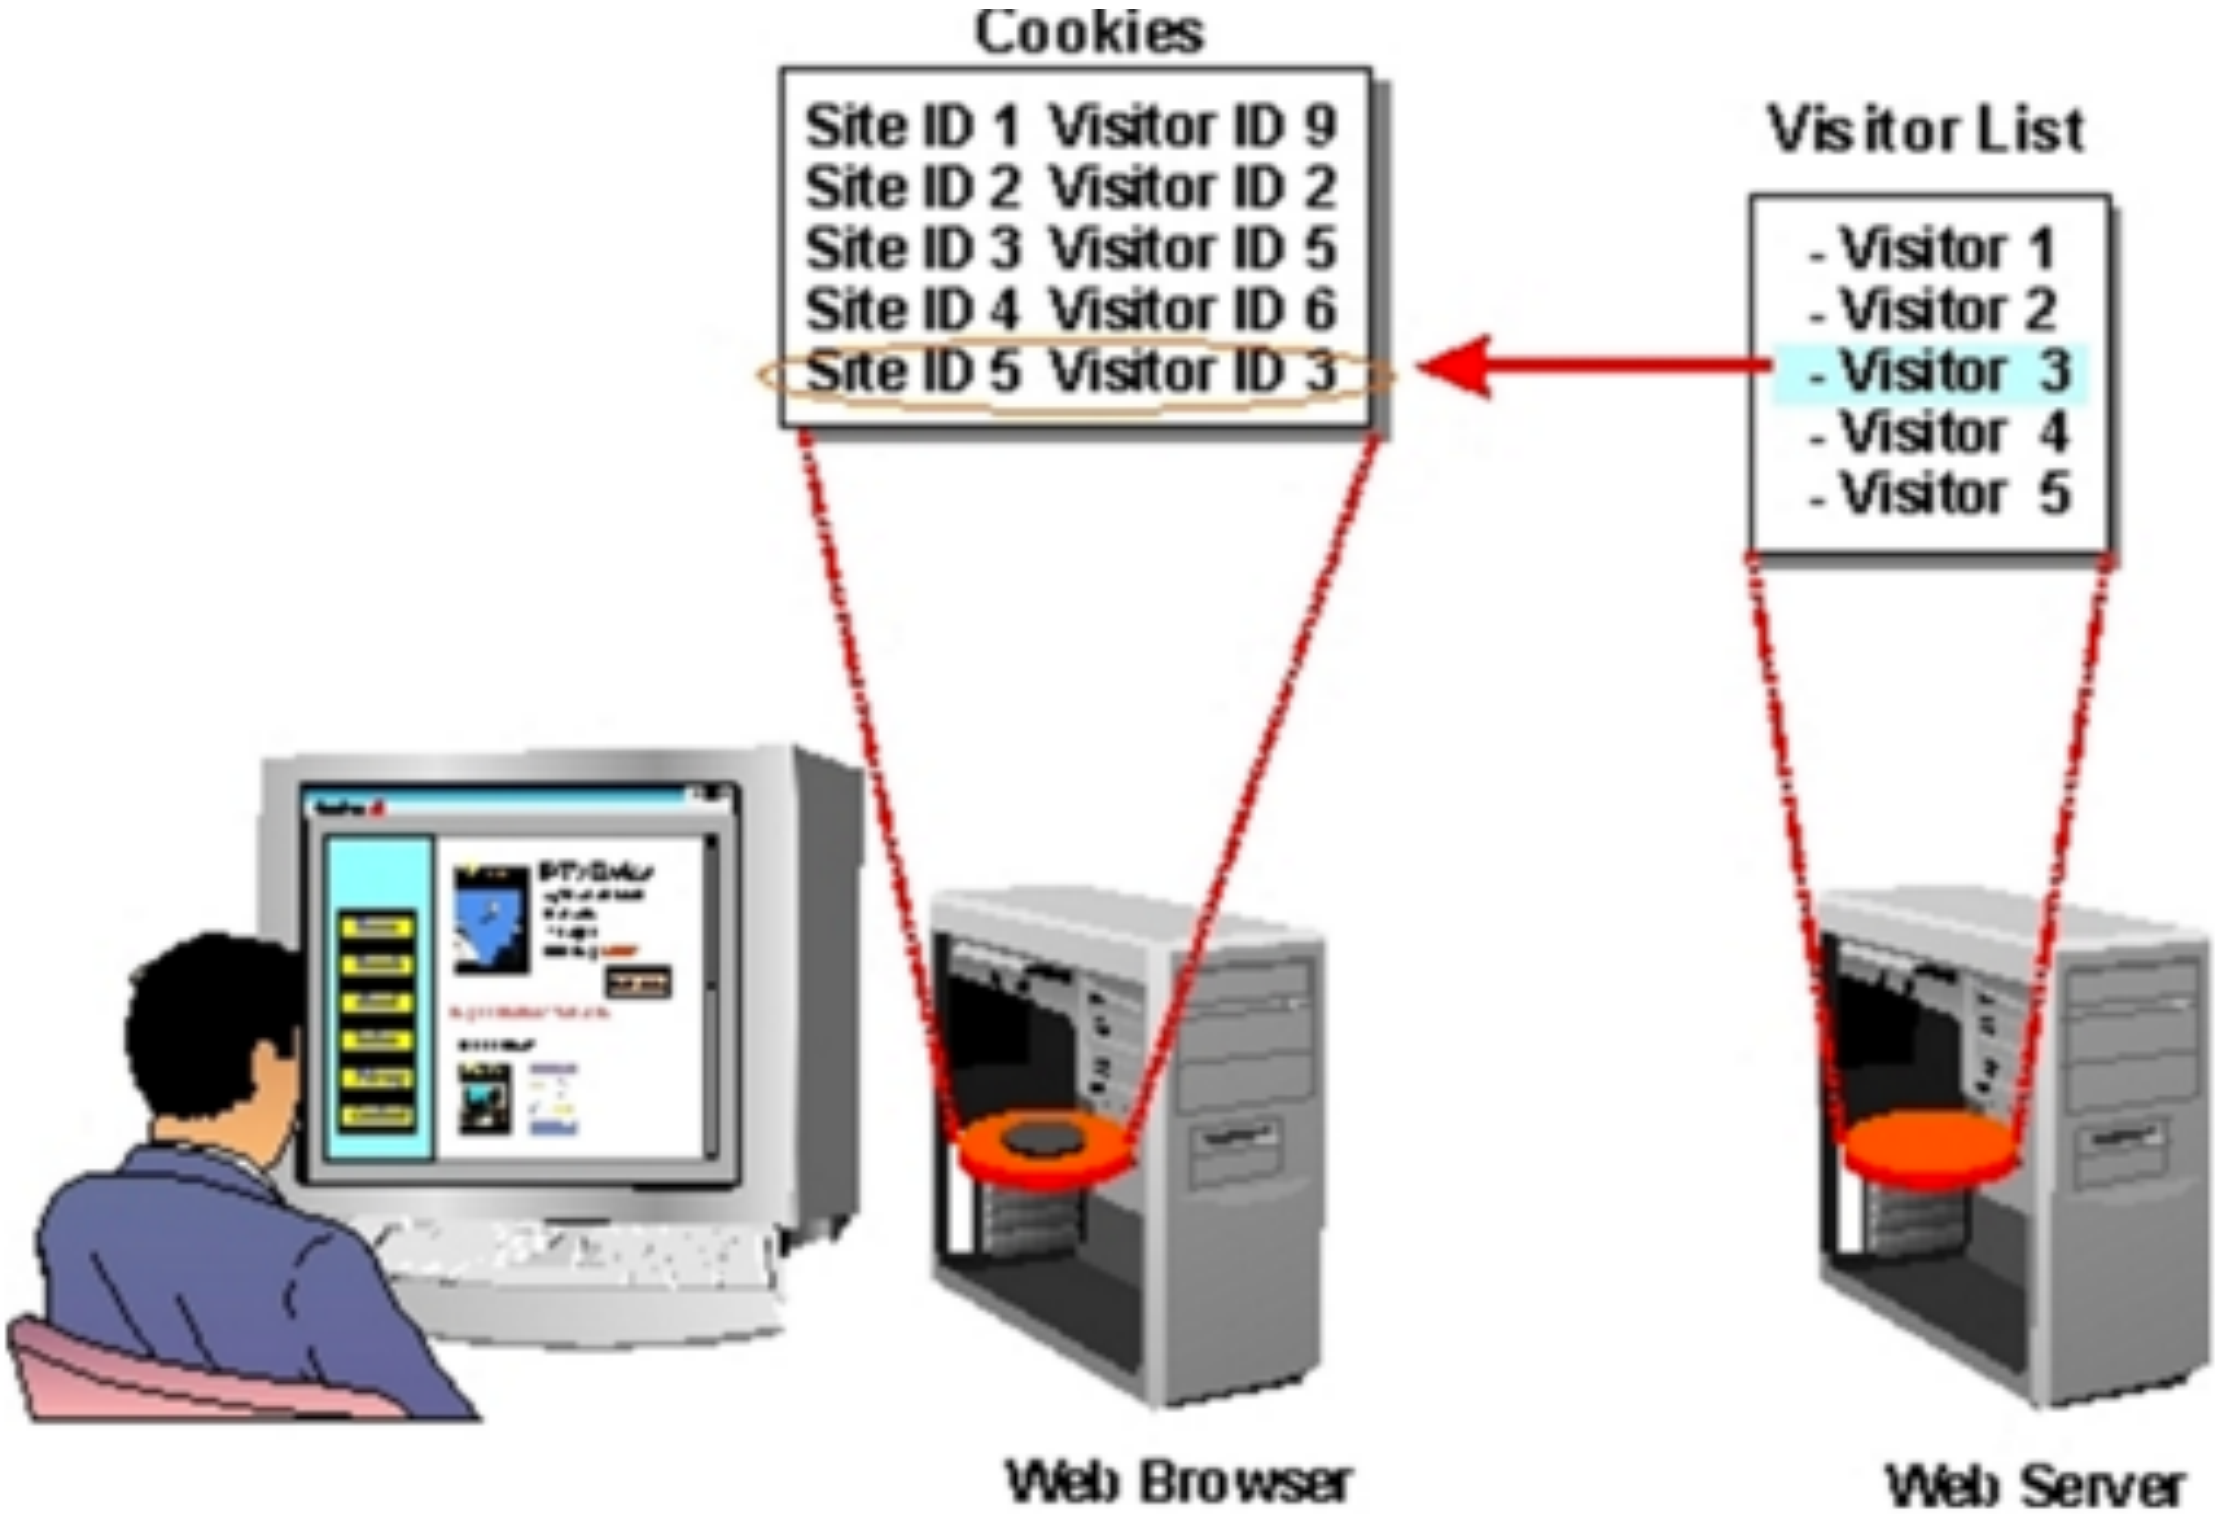 Cookies
Site ID 1 Visitor ID 9
Site ID 2 Visitor ID 2
Site ID 3 Visitor ID 5
Site ID 4 Visitor ID 6
Site ID 5 Visitor ID 3
Visitor List
- Visitor 1
- Visitor 2
- Visitor 3
- Visitor 4
- Visitor 5
Web Browser
Web Server